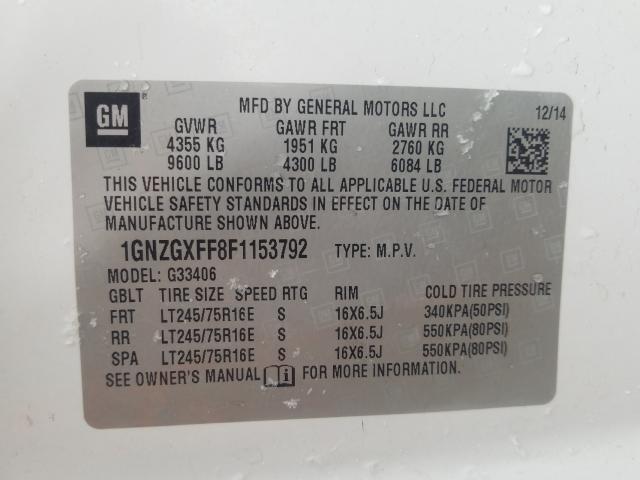 GM ®
MFD BY GENERAL MOTORS LLC 12/14
GVWR GAWR FRT GAWR RR
4355 KG 1951 KG 2760 KG
9600 LB 4300 LB 6084 LB
THIS VEHICLE CONFORMS TO ALL APPLICABLE U.S. FEDERAL MOTOR
VEHICLE SAFETY STANDARDS IN EFFECT ON THE DATE OF
MANUFACTURE SHOWN ABOVE.
1GNZGXFF8F1153792 TYPE: M.P.V.
MODEL: G33406
GBLT TIRE SIZE SPEED RTG RIM COLD TIRE PRESSURE
FRT LT245/75R16E S 16X6.5J 340KPA(50PSI)
RR LT245/75R16E S 16X6.5J 550KPA(80PSI)
SPA LT245/75R16E S 16X6.5J 550KPA(80PSI)
SEE OWNER'S MANUAL FOR MORE INFORMATION.